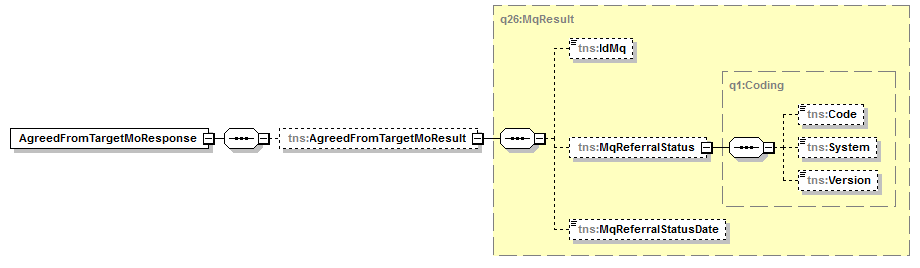 q26:MqResult
tns:IdMq
q1:Coding
tns:Code
AgreedFromTargetMoResponse
tns:AgreedFromTargetMoResult
tns:MqReferralStatus
tns:System
tns:Version
tns:MqReferralStatusDate